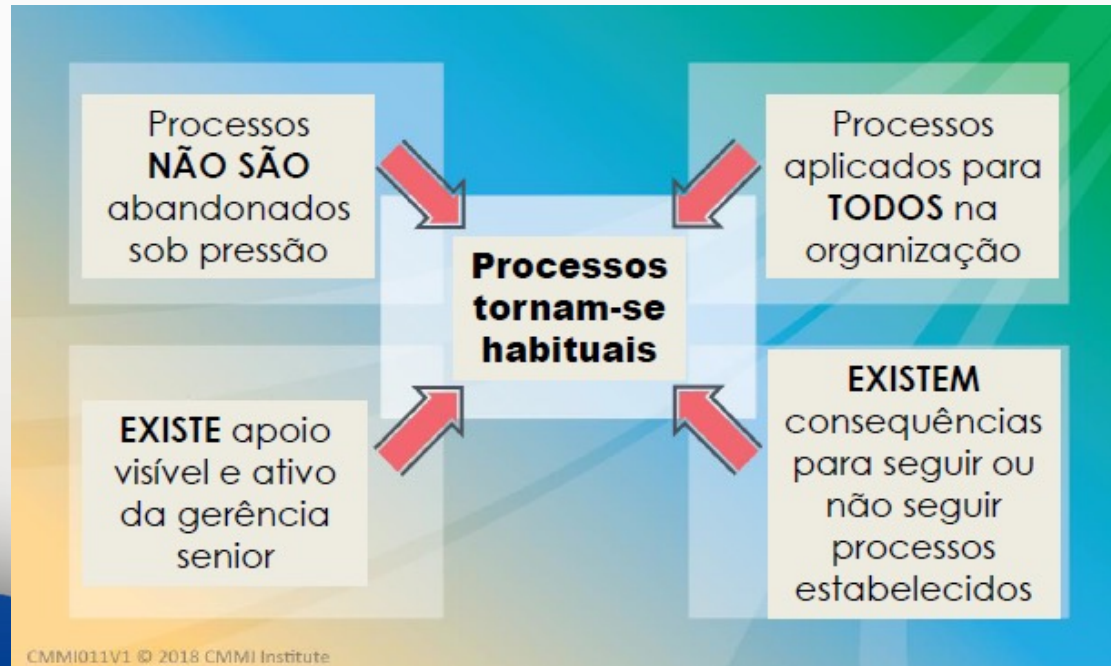 Processos
NÃO SÃO
abandonados
sob pressão
Processos
aplicados para
TODOS na
organização
Processos
tornam-se
habituais
EXISTE apoio
visível e ativo
da gerência
senior
EXISTEM
consequências
para seguir ou
não seguir
processos
estabelecidos
CMMI011V1 © 2018 CMMI Institute